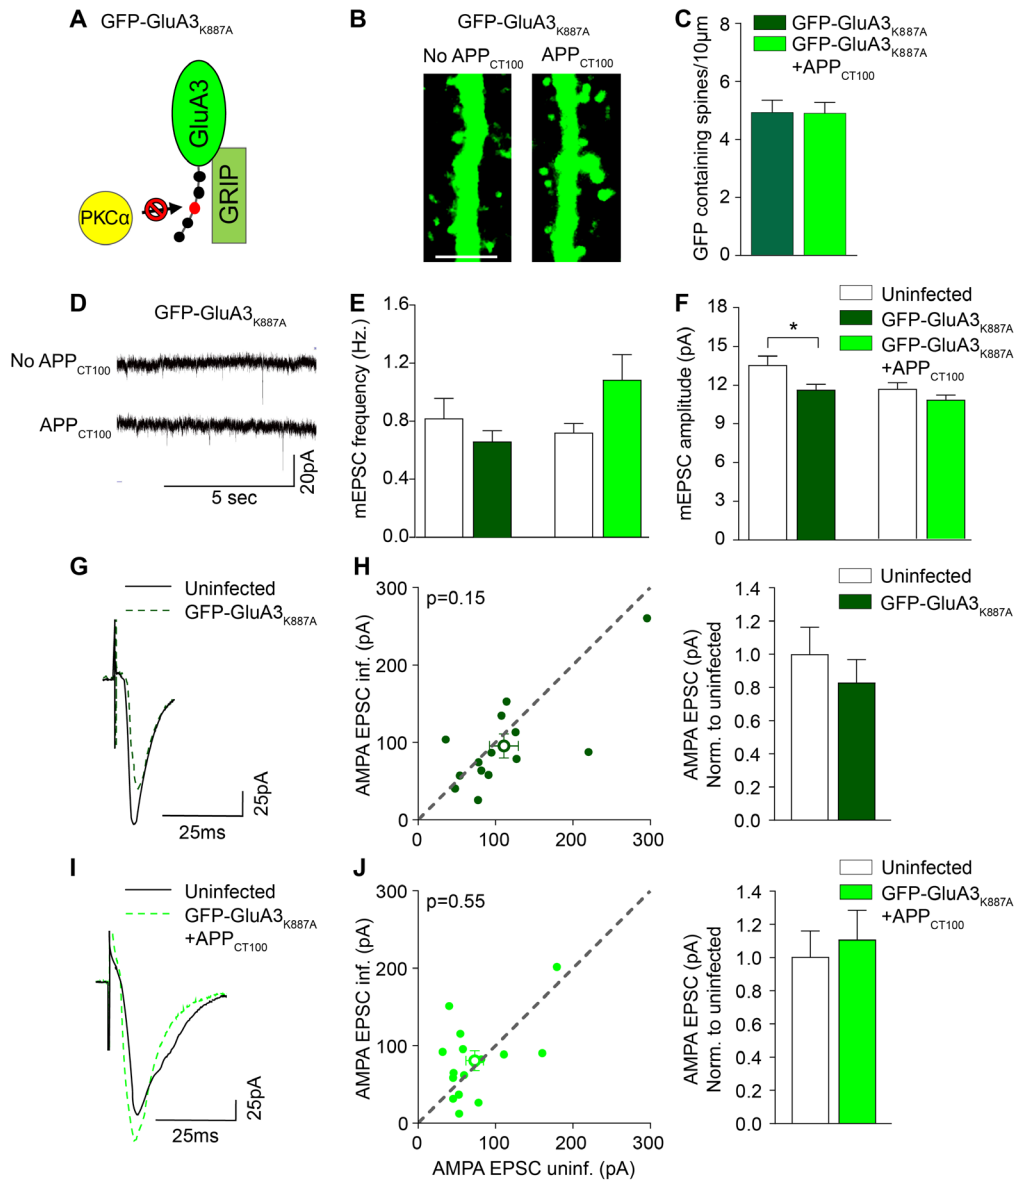 A GFP-GluA3K887A
GluA3
GRIP
PKCα
B GFP-GluA3K887A
No APPCT100 APPCT100
C
GFP-GluA3K887A
GFP-GluA3K887A
+APPCT100
GFP containing spines/10µm
8
6
4
2
0
D GFP-GluA3K887A
No APPCT100
APPCT100
20pA
5 sec
E
mEPSC frequency (Hz.)
1.6
1.2
0.8
0.4
0.0
F
Uninfected
GFP-GluA3K887A
GFP-GluA3K887A
+APPCT100
mEPSC amplitude (pA)
18
15
12
9
6
3
0
*
G
Uninfected
GFP-GluA3K887A
25pA
25ms
H
p=0.15
AMPA EPSC inf. (pA)
300
200
100
0
0 100 200 300
Uninfected
GFP-GluA3K887A
AMPA EPSC (pA)
Norm. to uninfected
1.4
1.2
1.0
0.8
0.6
0.4
0.2
0.0
I
Uninfected
GFP-GluA3K887A
+APPCT100
25pA
25ms
J
p=0.55
AMPA EPSC inf. (pA)
300
200
100
0
0 100 200 300
AMPA EPSC uninf. (pA)
Uninfected
GFP-GluA3K887A
+APPCT100
AMPA EPSC (pA)
Norm. to uninfected
1.4
1.2
1.0
0.8
0.6
0.4
0.2
0.0